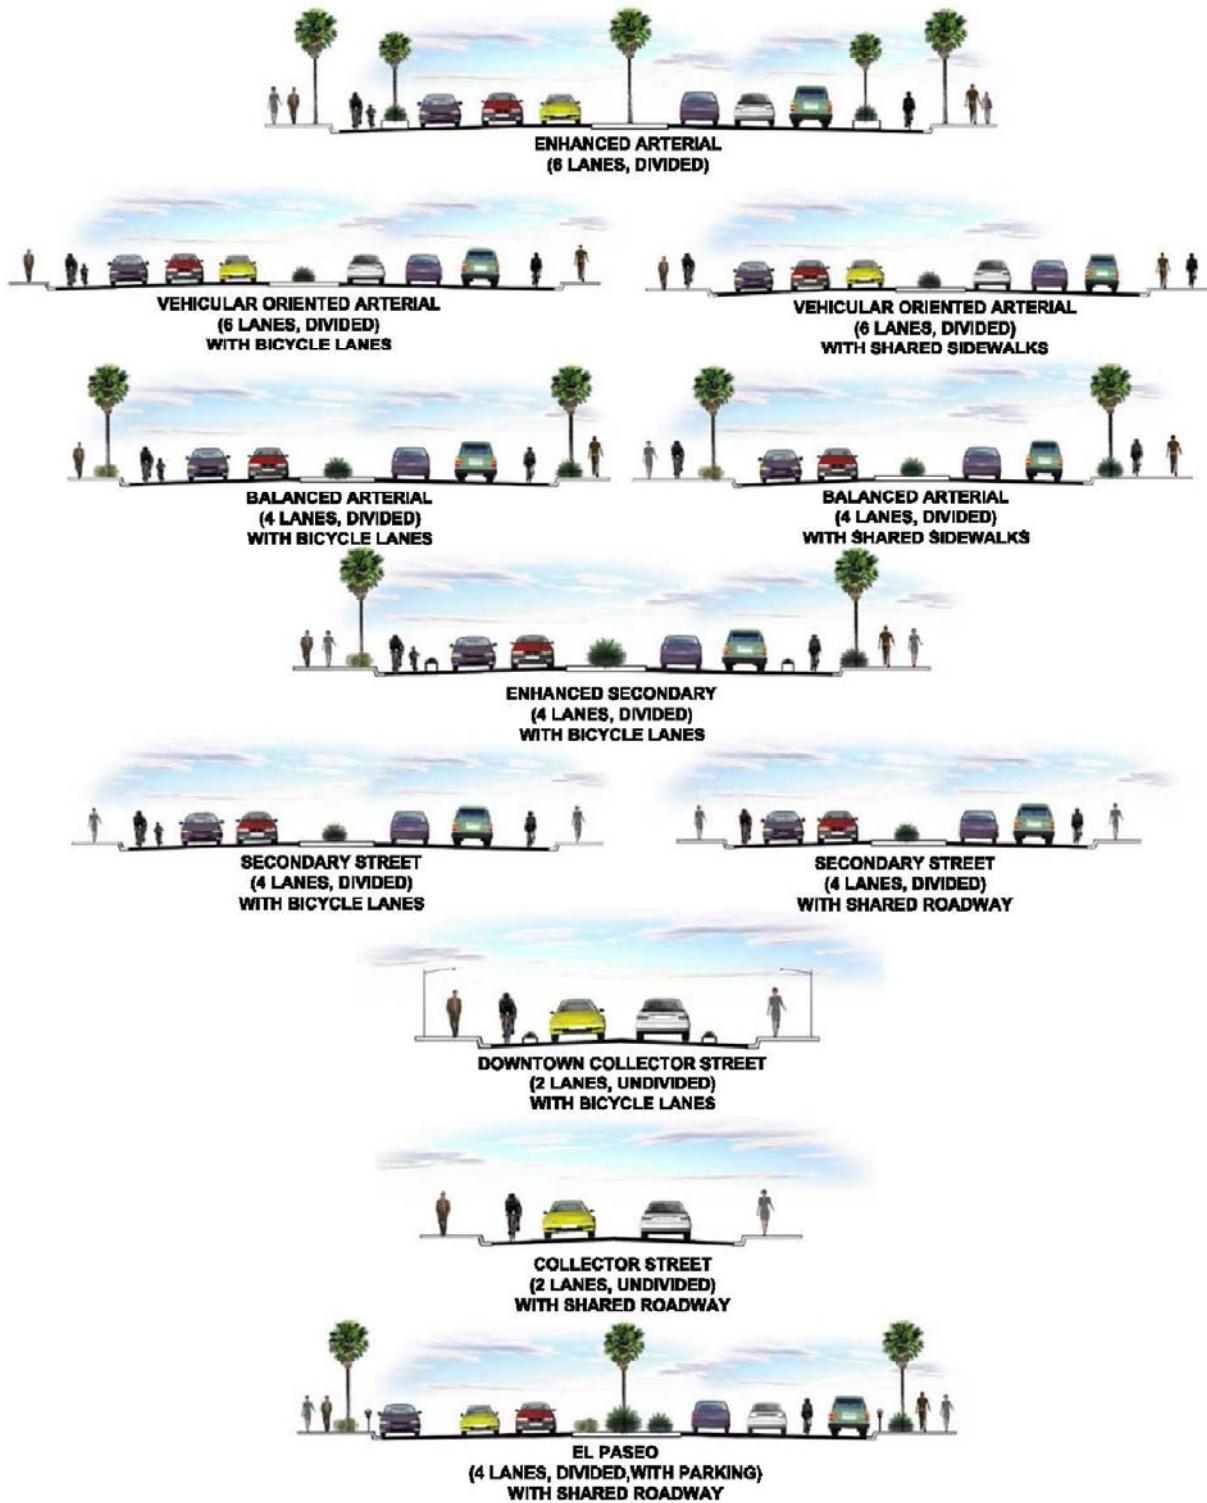 ENHANCED ARTERIAL
(6 LANES, DIVIDED)
VEHICULAR ORIENTED ARTERIAL
(6 LANES, DIVIDED)
WITH BICYCLE LANES
VEHICULAR ORIENTED ARTERIAL
(6 LANES, DIVIDED)
WITH SHARED SIDEWALKS
BALANCED ARTERIAL
(4 LANES, DIVIDED)
WITH BICYCLE LANES
BALANCED ARTERIAL
(4 LANES, DIVIDED)
WITH SHARED SIDEWALKS
ENHANCED SECONDARY
(4 LANES, DIVIDED)
WITH BICYCLE LANES
SECONDARY STREET
(4 LANES, DIVIDED)
WITH BICYCLE LANES
SECONDARY STREET
(4 LANES, DIVIDED)
WITH SHARED ROADWAY
DOWNTOWN COLLECTOR STREET
(2 LANES, UNDIVIDED)
WITH BICYCLE LANES
COLLECTOR STREET
(2 LANES, UNDIVIDED)
WITH SHARED ROADWAY
EL PASEO
(4 LANES, DIVIDED,WITH PARKING)
WITH SHARED ROADWAY